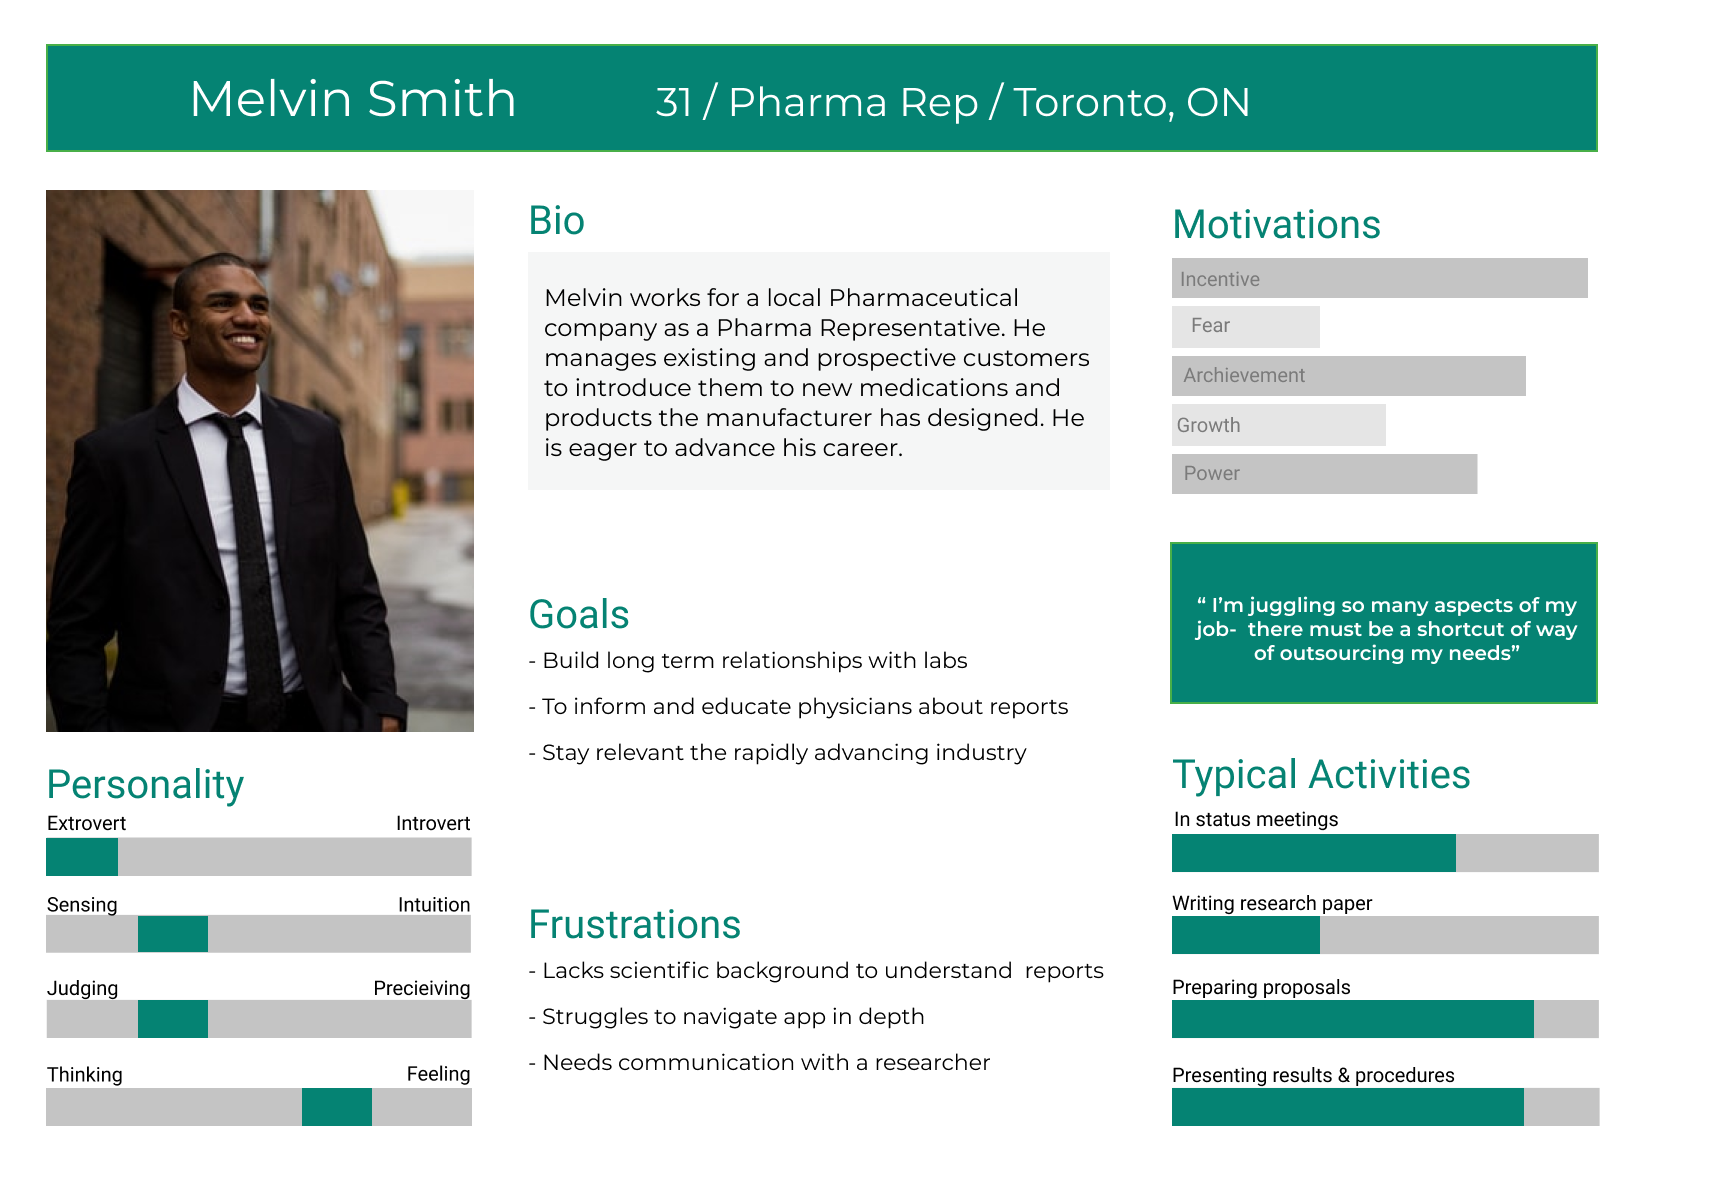 Melvin Smith
31 / Pharma Rep / Toronto, ON
Bio
Melvin works for a local Pharmaceutical
company as a Pharma Representative. He
manages existing and prospective customers
to introduce them to new medications and
products the manufacturer has designed. He
is eager to advance his career.
Goals
- Build long term relationships with labs
- To inform and educate physicians about reports
- Stay relevant the rapidly advancing industry
Frustrations
- Lacks scientific background to understand  reports
- Struggles to navigate app in depth
- Needs communication with a researcher
Motivations
Incentive
Fear
Achievement
Growth
Power
“ I’m juggling so many aspects of my
job-  there must be a shortcut of way
of outsourcing my needs”
Personality
Extrovert Introvert
Sensing Intuition
Judging Precieiving
Thinking Feeling
Typical Activities
In status meetings
Writing research paper
Preparing proposals
Presenting results & procedures